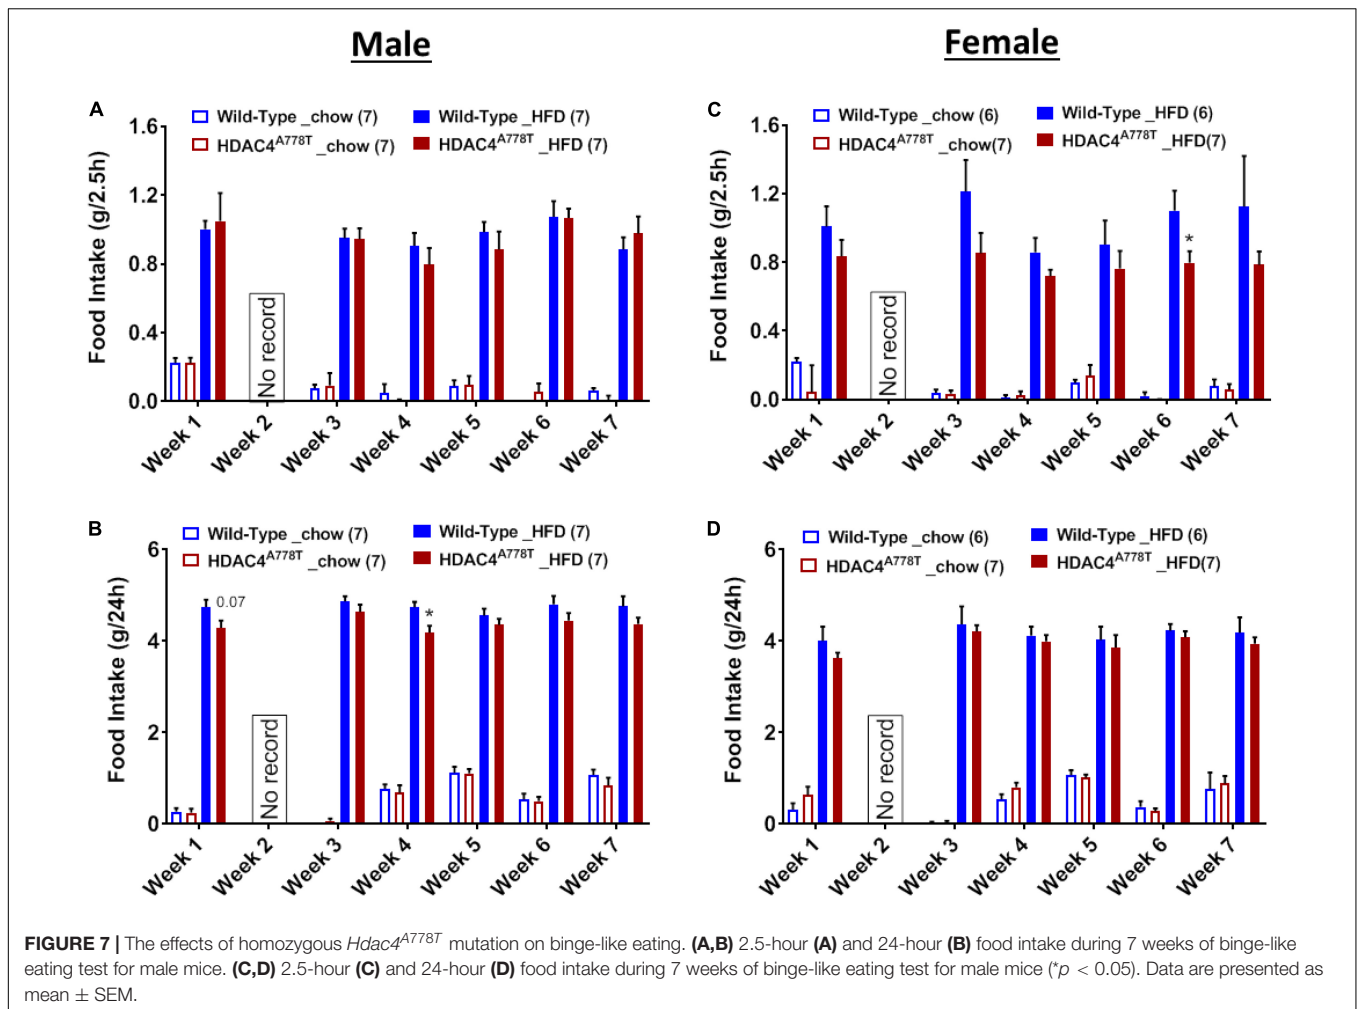 Male
Female
A
Wild-Type _chow (7)
Wild-Type _HFD (7)
HDAC4A778T _chow (7)
HDAC4A778T _HFD (7)
Food Intake (g/2.5h)
1.6
1.2
0.8
0.4
0.0
No record
Week 1
Week 2
Week 3
Week 4
Week 5
Week 6
Week 7
C
Wild-Type _chow (6)
Wild-Type _HFD (6)
HDAC4A778T _chow(7)
HDAC4A778T _HFD(7)
Food Intake (g/2.5h)
1.6
1.2
0.8
0.4
0.0
No record
*
Week 1
Week 2
Week 3
Week 4
Week 5
Week 6
Week 7
B
Wild-Type _chow (7)
Wild-Type _HFD (7)
HDAC4A778T _chow (7)
HDAC4A778T _HFD (7)
Food Intake (g/24h)
6
4
2
0
0.07
No record
*
Week 1
Week 2
Week 3
Week 4
Week 5
Week 6
Week 7
D
Wild-Type _chow (6)
Wild-Type _HFD (6)
HDAC4A778T _chow (7)
HDAC4A778T _HFD(7)
Food Intake (g/24h)
6
4
2
0
No record
Week 1
Week 2
Week 3
Week 4
Week 5
Week 6
Week 7
FIGURE 7 | The effects of homozygous Hdac4A778T mutation on binge-like eating. (A,B) 2.5-hour (A) and 24-hour (B) food intake during 7 weeks of binge-like
eating test for male mice. (C,D) 2.5-hour (C) and 24-hour (D) food intake during 7 weeks of binge-like eating test for male mice (*p < 0.05). Data are presented as
mean ± SEM.